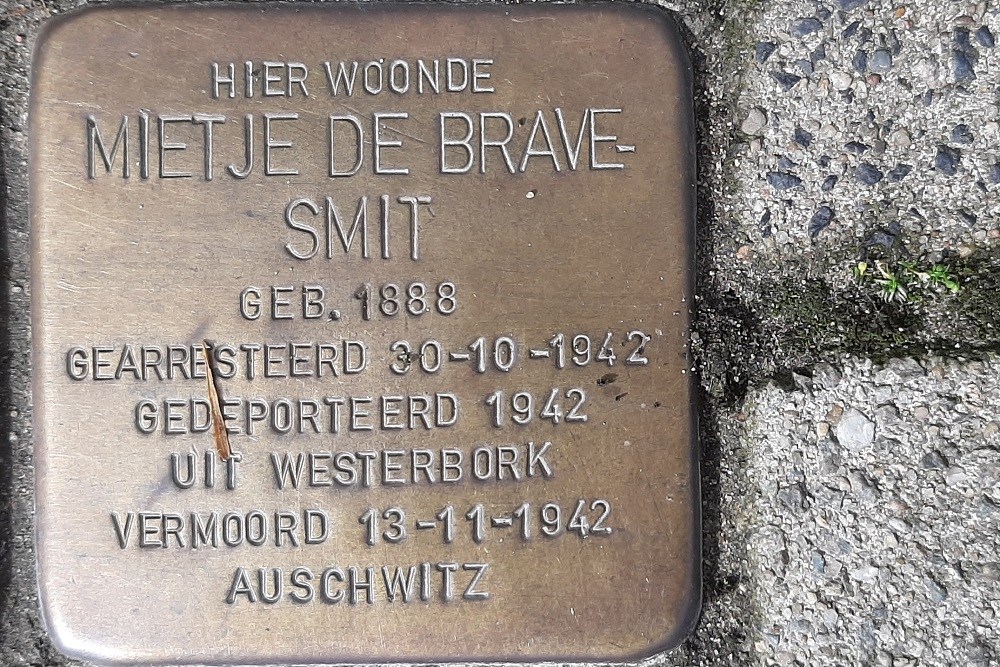 HIER WOONDE
MIETJE DE BRAVE-
SMIT
GEB. 1888
GEARRESTEERD 30-10-1942
GEDEPORTEERD 1942
UIT WESTERBORK
VERMOORD 13-11-1942
AUSCHWITZ